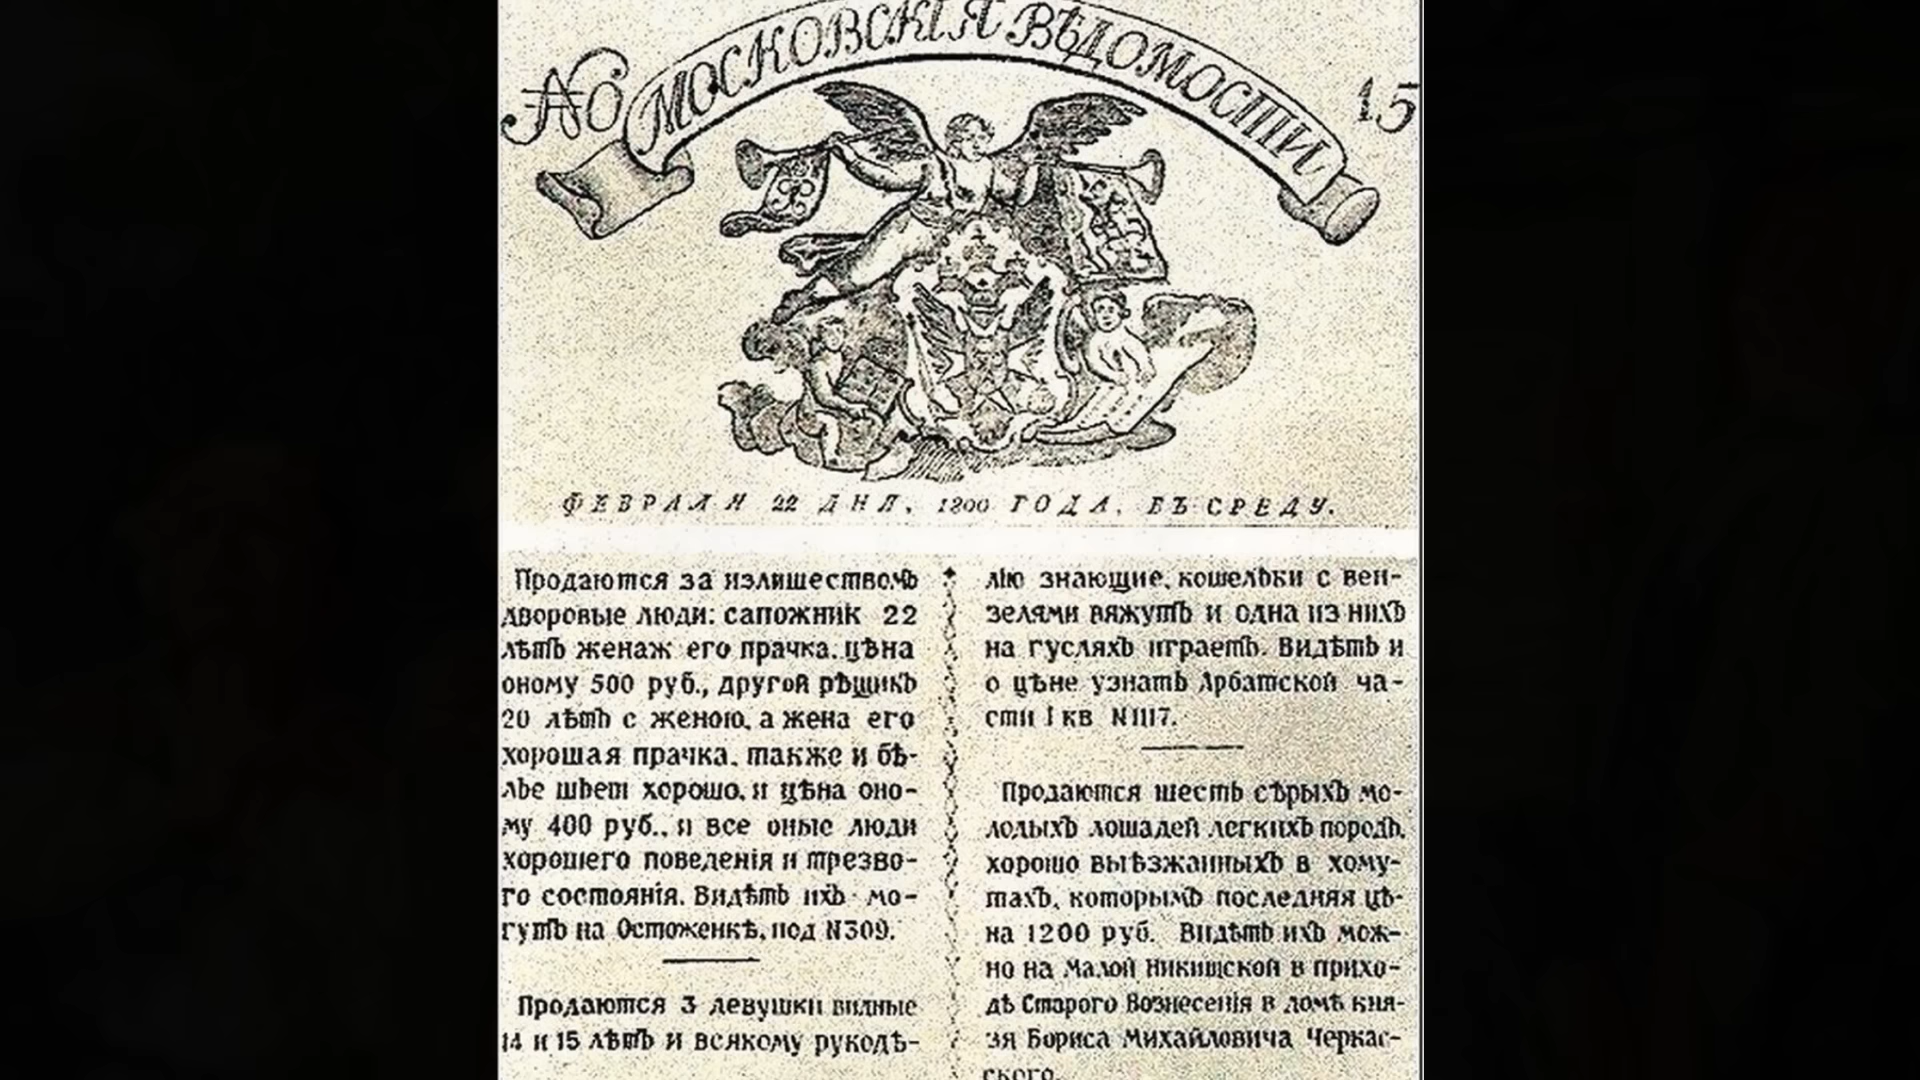 № МОСКОВСКІЯ ВѢДОМОСТИ 15
ФЕВРАЛЯ 22 ДНЯ, 1800 ГОДА, ВЪ СРЕДУ.
Продаются за излишествомъ
дворовые люди: сапожник 22
лѣтъ женаж его прачка. цѣна
оному 500 руб., другой рѣщикъ
20 лѣтъ с женою, а жена его
хорошая прачка, также и бѣ-
лье шьет хорошо, и цѣна оно-
му 400 руб., и все оные люди
хорошего поведенія и трезво-
го состоянія. Видѣть ихъ мо-
гутъ на Остоженкѣ, под N309.
Продаются 3 девушки видные
14 и 15 лѣтъ и всякому рукодѣ-
лію знающие, кошельки с вен-
зелями вяжутъ и одна из нихъ
на гусляхъ играетъ. Видѣть и
о цѣне узнать Арбатской ча-
сти I кв N1117.
Продаются шесть сѣрыхъ мо-
лодыхъ лошадей легкихъ породъ,
хорошо выѣзжанныхъ в хому-
тахъ, которымъ последняя цѣ-
на 1200 руб. Видѣть ихъ мож-
но на Малой Никицской в прихо-
дѣ Старого Вознесенія в домѣ кня-
зя Бориса Михайловича Черкас-
ского.